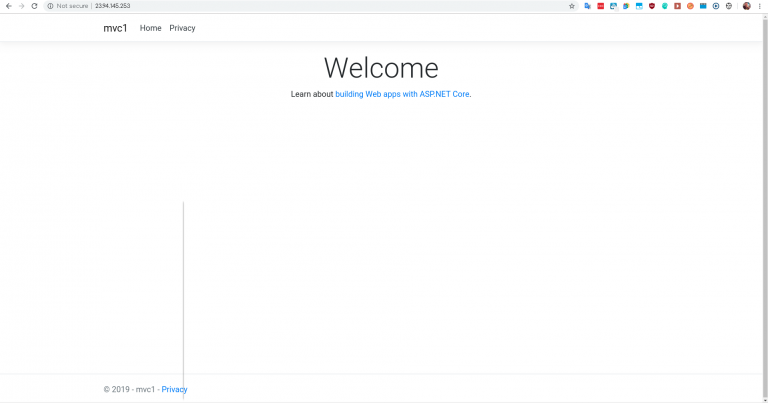 Not secure | 23.94.145.253
mvc1 Home Privacy
Welcome
Learn about building Web apps with ASP.NET Core.
© 2019 - mvc1 - Privacy